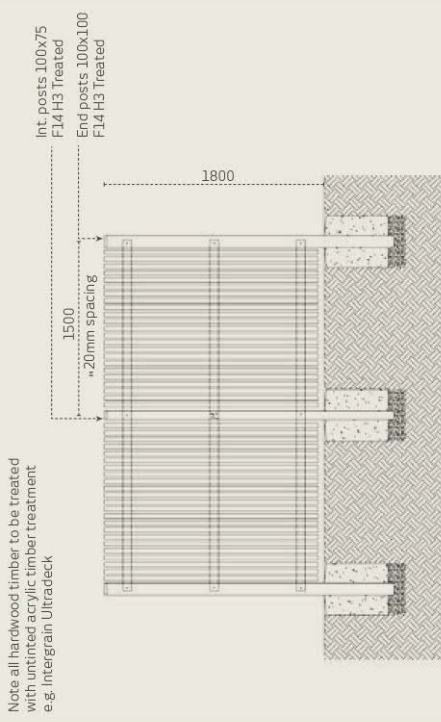 Note all hardwood timber to be treated
with untinted acrylic timber treatment
e.g. Intergrain Ultradeck
1500
≈20mm spacing
Int. posts 100x75
F14 H3 Treated
End posts 100x100
F14 H3 Treated
1800